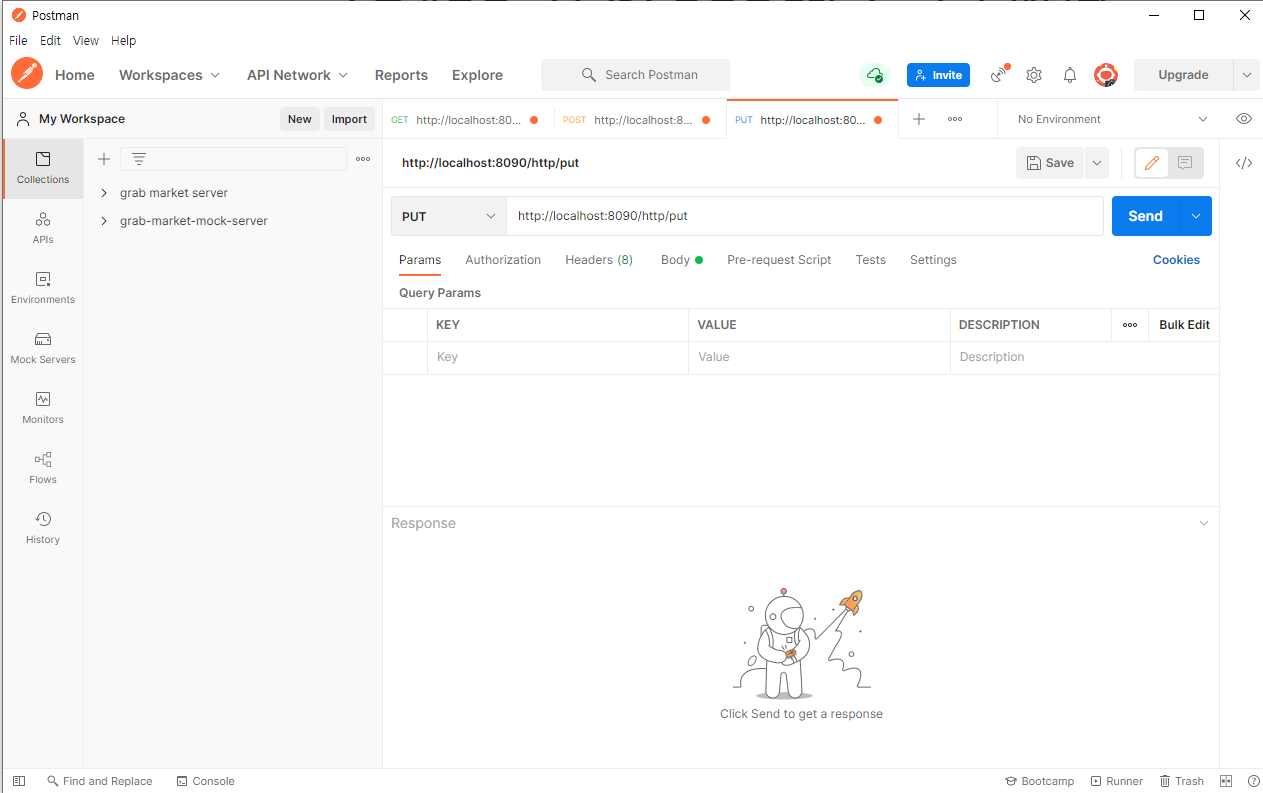 Postman
File Edit View Help
Home Workspaces API Network Reports Explore Search Postman Invite Upgrade
My Workspace New Import GET http://localhost:80... POST http://localhost:8... PUT http://localhost:80... No Environment
Collections
APIs
Environments
Mock Servers
Monitors
Flows
History
grab market server
grab-market-mock-server
http://localhost:8090/http/put Save
PUT http://localhost:8090/http/put Send
Params Authorization Headers (8) Body Pre-request Script Tests Settings Cookies
Query Params
KEY VALUE DESCRIPTION Bulk Edit
Key Value Description
Response
Click Send to get a response
Find and Replace Console Bootcamp Runner Trash